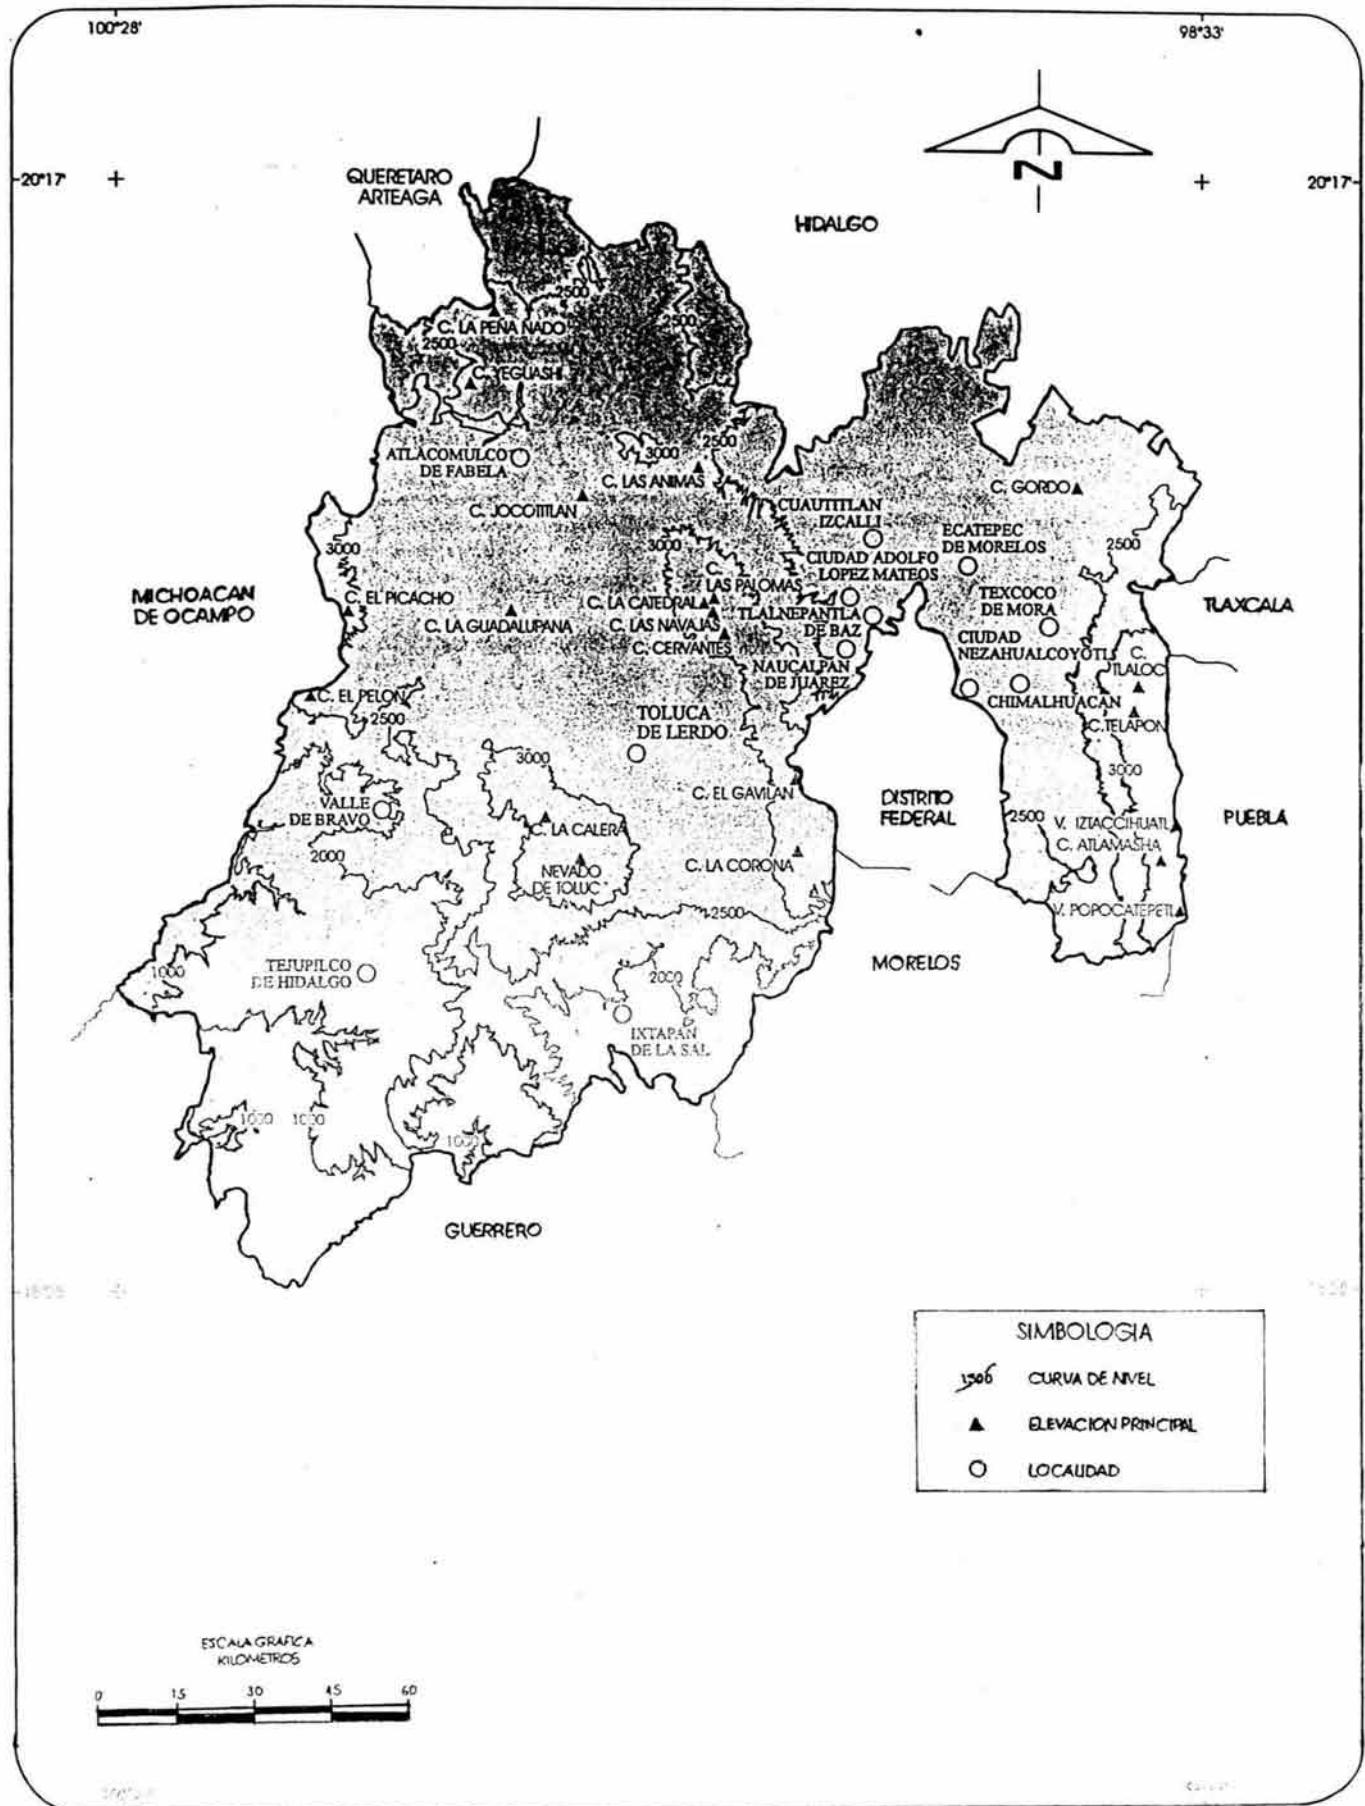 100°28'
98°33'
20°17'
20°17'
QUERETARO
ARTEAGA
HIDALGO
N
2500
2500
C. LA PEÑA NADO
2500
C. YEGUASHI
2500
3000
ATLACOMULCO
DE FABELA
C. LAS ANIMAS
C. JOCOTITLAN
C. GORDO
CUAUTITLAN
IZCALLI
ECATEPEC
DE MORELOS
2500
3000
3000
CIUDAD ADOLFO
LOPEZ MATEOS
C.
LAS PALOMAS
MICHOACAN
DE OCAMPO
C. EL PICACHO
C. LA CATEDRAL
TEXCOCO
DE MORA
TLAXCALA
C. LA GUADALUPANA
C. LAS NAVAJAS
TLALNEPANTLA
DE BAZ
C. CERVANTES
CIUDAD
NEZAHUALCOYOTL
C.
TLALOC
NAUCALPAN
DE JUAREZ
C. EL PELON
2500
CHIMALHUACAN
TOLUCA
DE LERDO
C. TELAPON
3000
3000
C. EL GAVILAN
DISTRITO
FEDERAL
VALLE
DE BRAVO
C. LA CALERA
2500
V. IZTACCIHUATL
PUEBLA
2000
C. ATLAMASHA
C. LA CORONA
NEVADO
DE TOLUC
2500
V. POPOCATEPETL
MORELOS
1000
TEJUPILCO
DE HIDALGO
2000
IXTAPAN
DE LA SAL
1000
1000
1000
GUERRERO
SIMBOLOGIA
1500
CURVA DE NIVEL
ELEVACION PRINCIPAL
LOCALIDAD
ESCALA GRAFICA
KILOMETROS
0 15 30 45 60